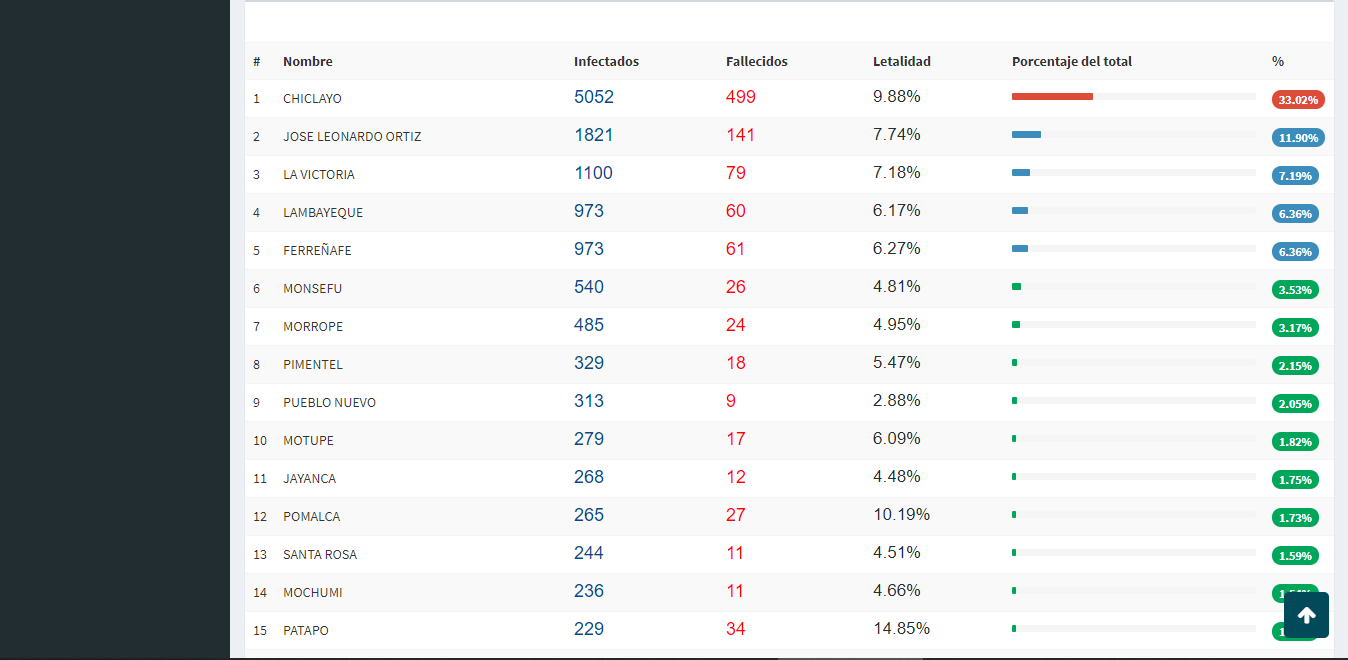 # Nombre Infectados Fallecidos Letalidad Porcentaje del total %
1 CHICLAYO 5052 499 9.88% 33.02%
2 JOSE LEONARDO ORTIZ 1821 141 7.74% 11.90%
3 LA VICTORIA 1100 79 7.18% 7.19%
4 LAMBAYEQUE 973 60 6.17% 6.36%
5 FERREÑAFE 973 61 6.27% 6.36%
6 MONSEFU 540 26 4.81% 3.53%
7 MORROPE 485 24 4.95% 3.17%
8 PIMENTEL 329 18 5.47% 2.15%
9 PUEBLO NUEVO 313 9 2.88% 2.05%
10 MOTUPE 279 17 6.09% 1.82%
11 JAYANCA 268 12 4.48% 1.75%
12 POMALCA 265 27 10.19% 1.73%
13 SANTA ROSA 244 11 4.51% 1.59%
14 MOCHUMI 236 11 4.66%
15 PATAPO 229 34 14.85%